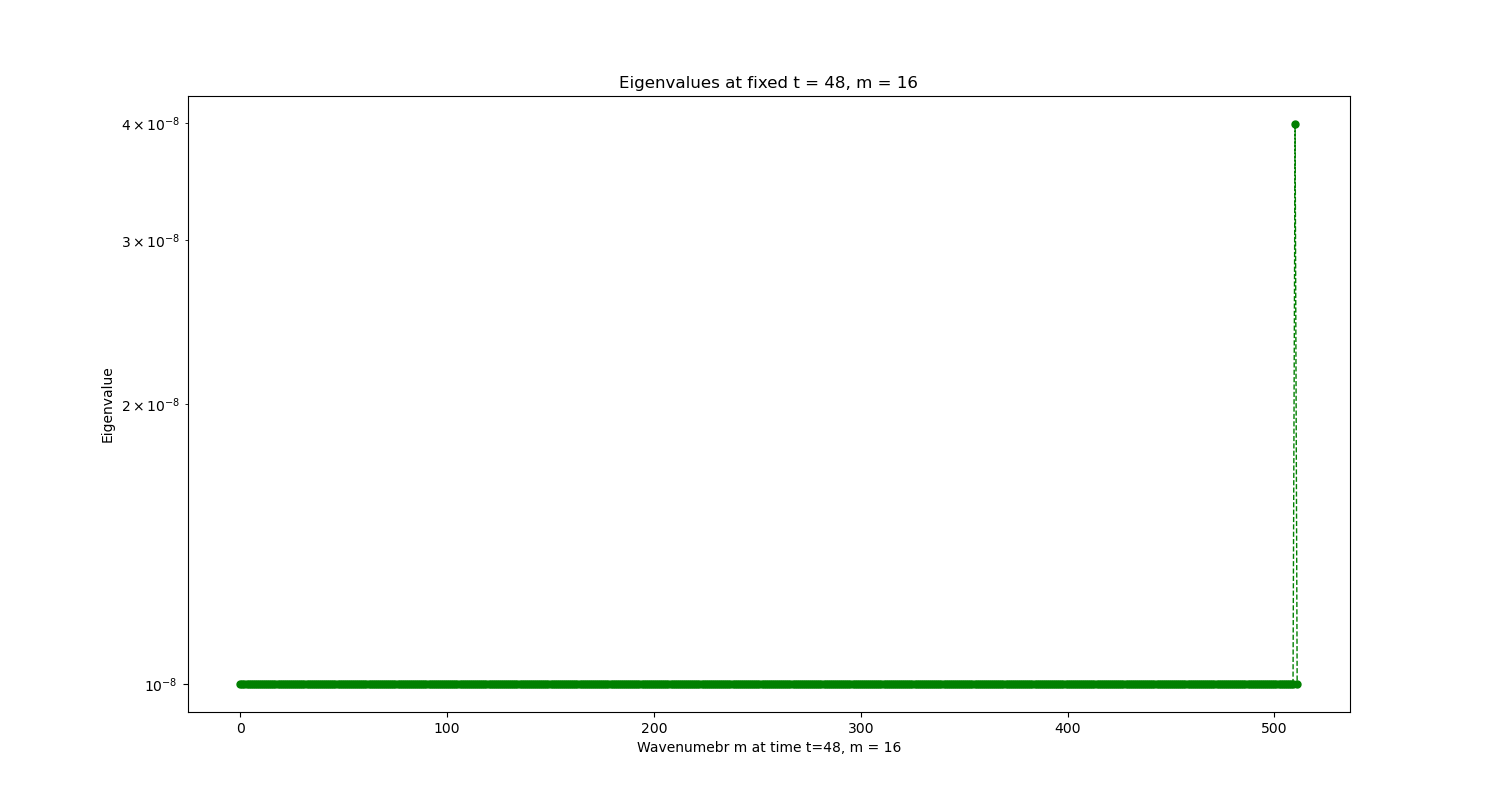 Eigenvalues at fixed t = 48, m = 16
4 × 10⁻⁸
3 × 10⁻⁸
2 × 10⁻⁸
10⁻⁸
Eigenvalue
0 100 200 300 400 500
Wavenumebr m at time t=48, m = 16